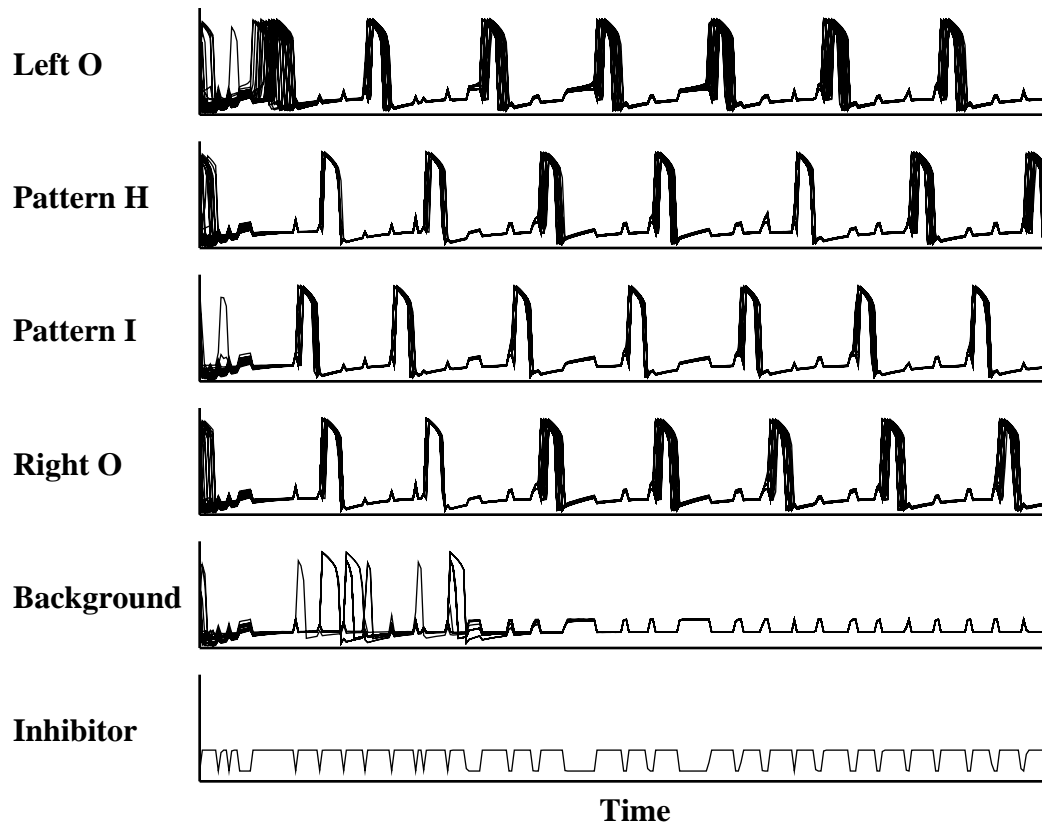 Left O
Pattern H
Pattern I
Right O
Background
Inhibitor
Time